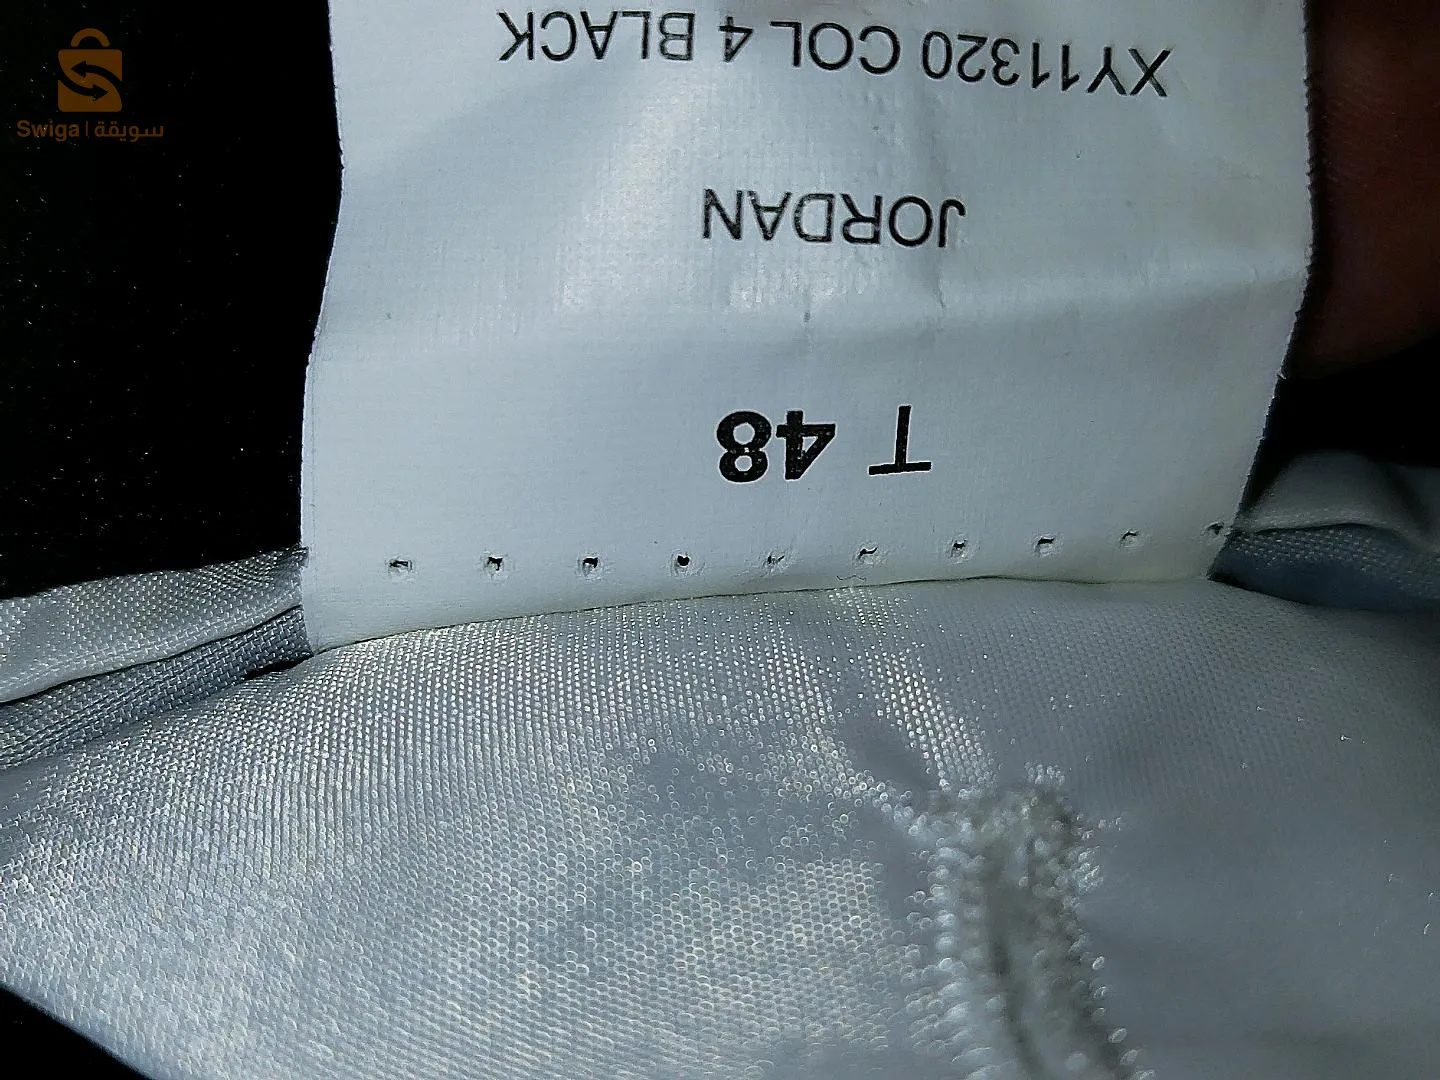 Swiga | سويقة
XY11320 COL 4 BLACK
JORDAN
T 48